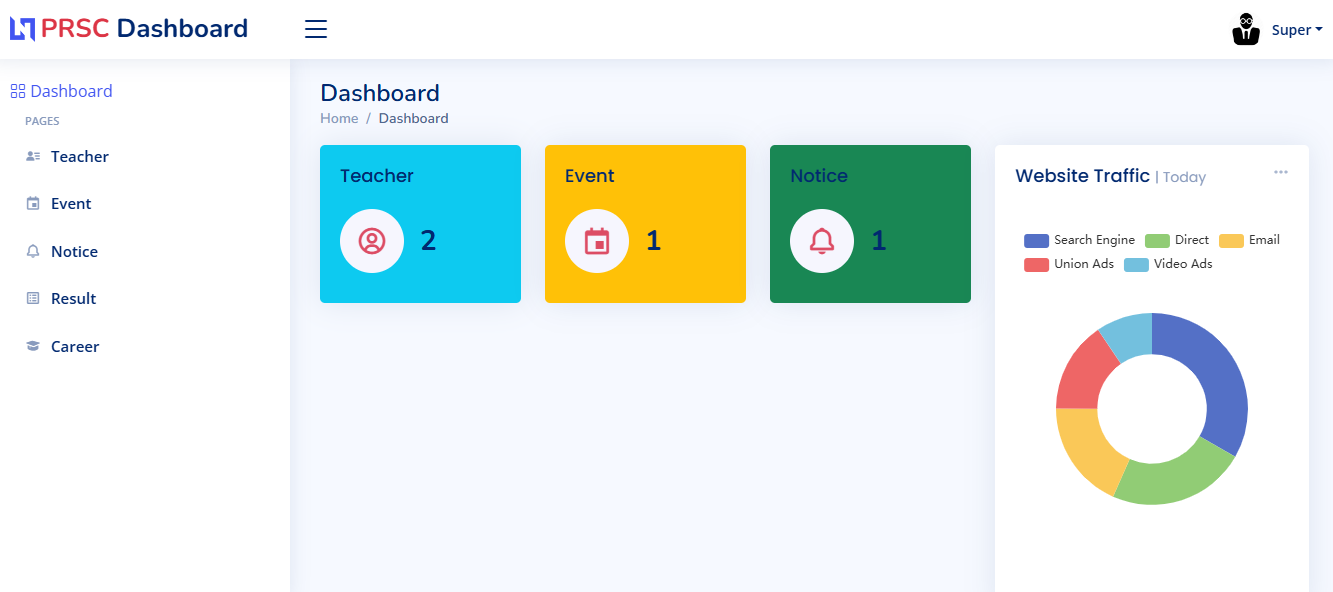 PRSC Dashboard
Super
Dashboard
PAGES
Teacher
Event
Notice
Result
Career
Dashboard
Home / Dashboard
Teacher
2
Event
1
Notice
1
Website Traffic | Today
Search Engine Direct Email
Union Ads Video Ads